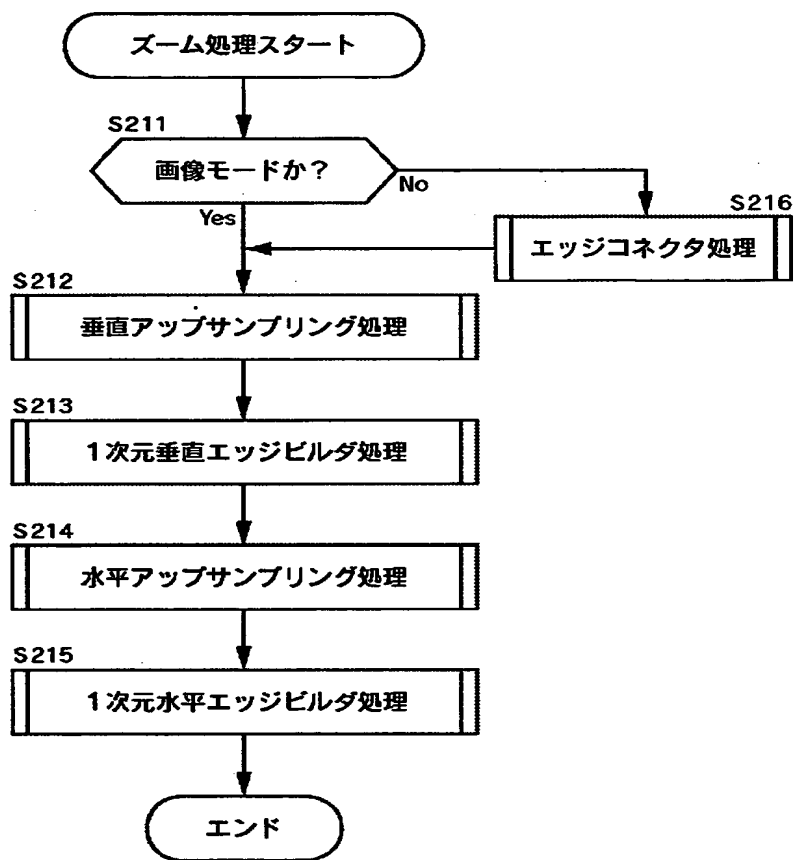 ズーム処理スタート
S211
画像モードか？
No
Yes
S216
エッジコネクタ処理
S212
垂直アップサンプリング処理
S213
1次元垂直エッジビルダ処理
S214
水平アップサンプリング処理
S215
1次元水平エッジビルダ処理
エンド